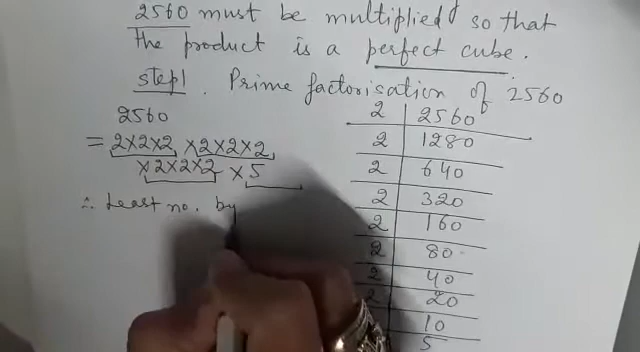 2560 must be multiplied so that
the product is a perfect cube.
step1. Prime factorisation of 2560
2560
= 2×2×2 ×2×2×2
×2×2×2 ×5
∴ Least no. by
2 2560
2 1280
2 640
2 320
2 160
2 80
2 40
2 20
10
5